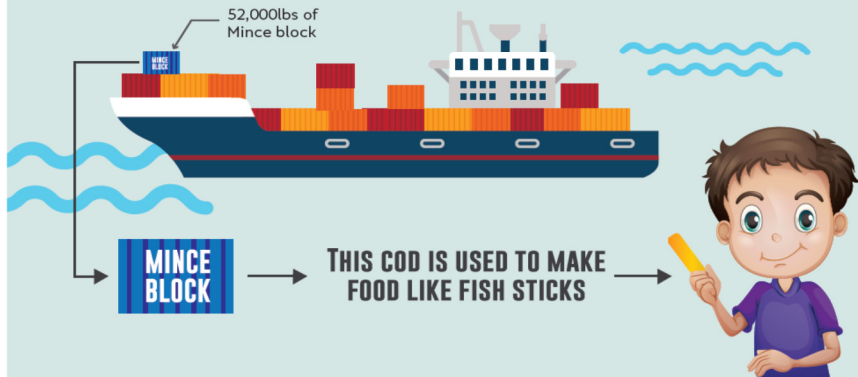 52,000lbs of
Mince block
MINCE
BLOCK
MINCE
BLOCK
THIS COD IS USED TO MAKE
FOOD LIKE FISH STICKS